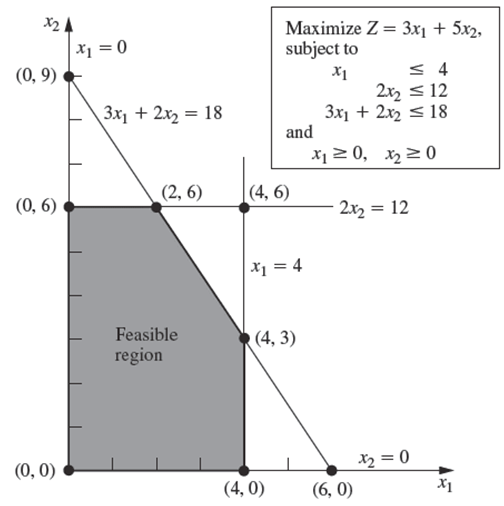 x₂
x₁ = 0
(0, 9)
3x₁ + 2x₂ = 18
Maximize Z = 3x₁ + 5x₂,
subject to
x₁ ≤ 4
2x₂ ≤ 12
3x₁ + 2x₂ ≤ 18
and
x₁ ≥ 0, x₂ ≥ 0
(2, 6)
(4, 6)
(0, 6)
2x₂ = 12
x₁ = 4
Feasible
region
(4, 3)
x₂ = 0
(0, 0)
(4, 0)
(6, 0)
x₁